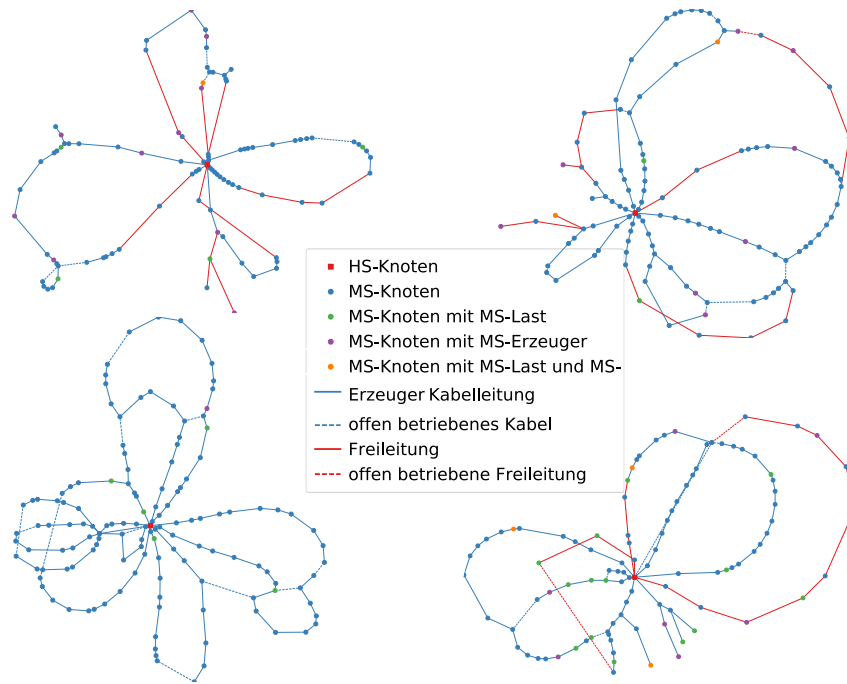 HS-Knoten
MS-Knoten
MS-Knoten mit MS-Last
MS-Knoten mit MS-Erzeuger
MS-Knoten mit MS-Last und MS-
Erzeuger Kabelleitung
offen betriebenes Kabel
Freileitung
offen betriebene Freileitung